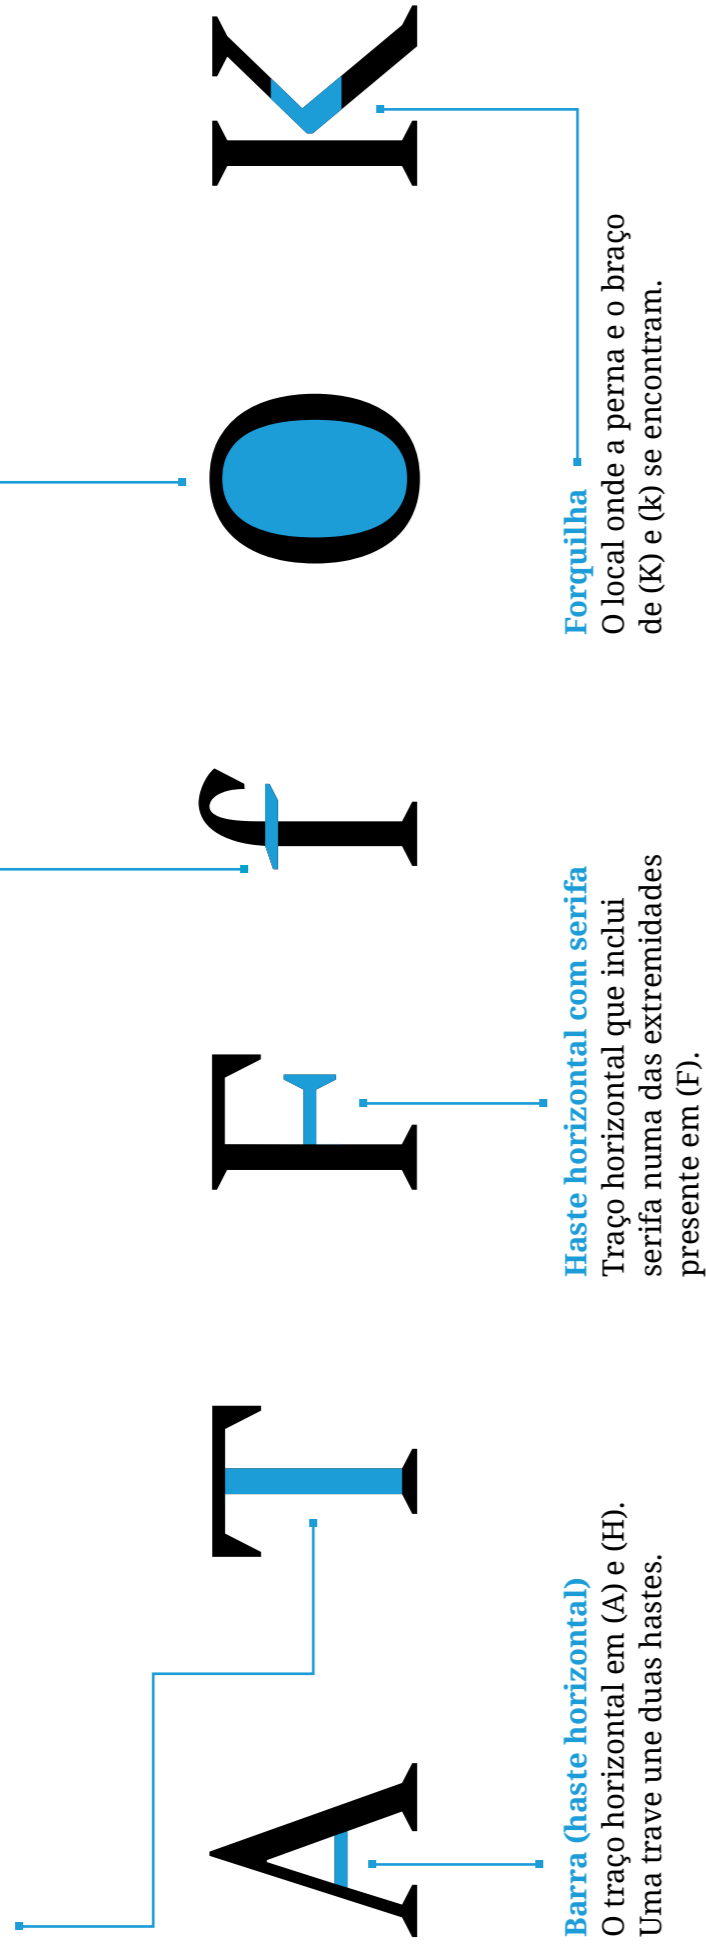 A T F f O K
Barra (haste horizontal)
O traço horizontal em (A) e (H).
Uma trave une duas hastes.
Haste horizontal com serifa
Traço horizontal que inclui
serifa numa das extremidades
presente em (F).
Forquilha
O local onde a perna e o braço
de (K) e (k) se encontram.